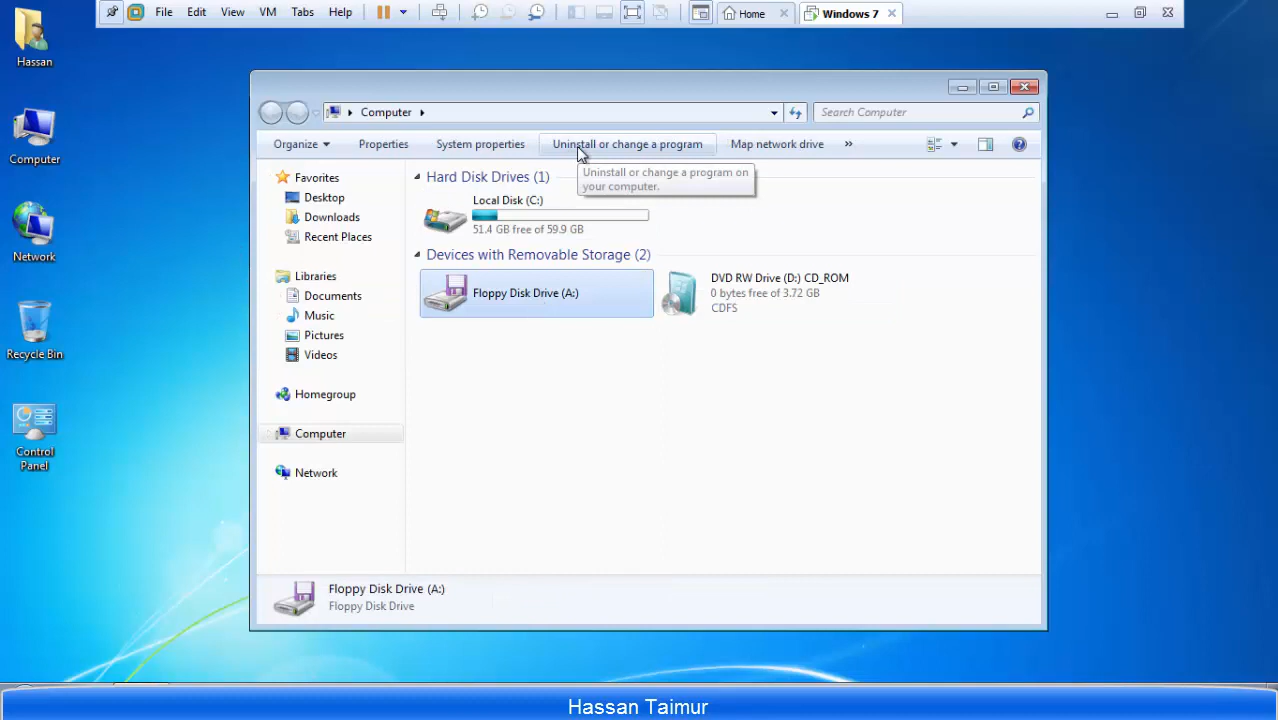 File Edit View VM Tabs Help Home Windows 7
Hassan
Computer
Network
Recycle Bin
Control
Panel
Computer
Search Computer
Organize Properties System properties Uninstall or change a program Map network drive »
Uninstall or change a program on
your computer.
Favorites
Desktop
Downloads
Recent Places
Libraries
Documents
Music
Pictures
Videos
Homegroup
Computer
Network
Hard Disk Drives (1)
Local Disk (C:)
51.4 GB free of 59.9 GB
Devices with Removable Storage (2)
Floppy Disk Drive (A:)
DVD RW Drive (D:) CD_ROM
0 bytes free of 3.72 GB
CDFS
Floppy Disk Drive (A:)
Floppy Disk Drive
Hassan Taimur